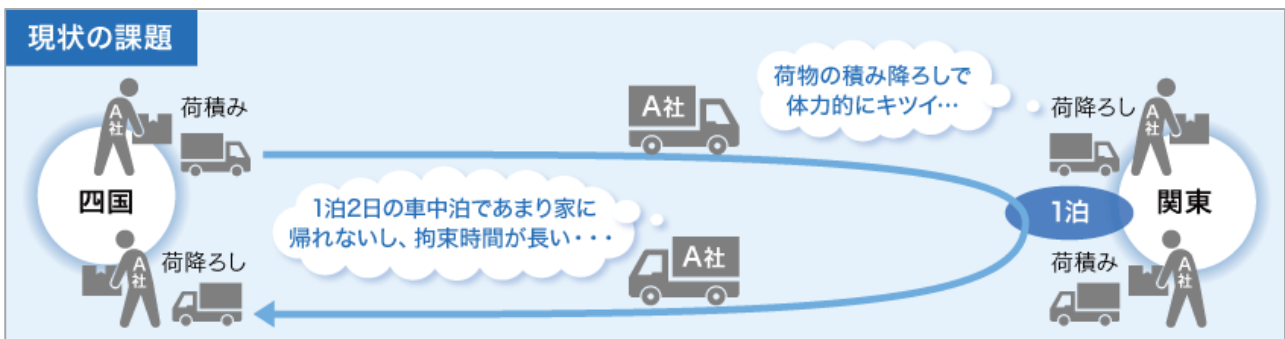 現状の課題
A社
荷積み
四国
A社
荷降ろし
A社
荷物の積み降ろしで
体力的にキツイ…
1泊2日の車中泊であまり家に
帰れないし、拘束時間が長い・・・
A社
荷降ろし
A社
1泊
関東
荷積み
A社